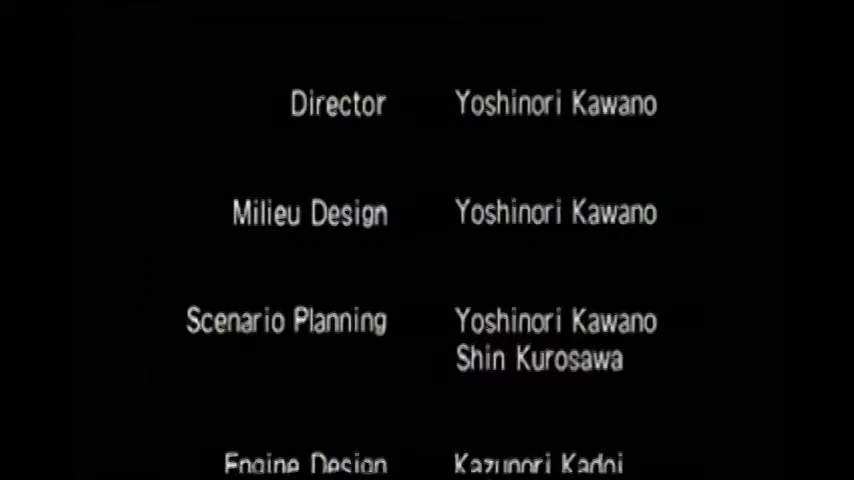 Director Yoshinori Kawano
Milieu Design Yoshinori Kawano
Scenario Planning Yoshinori Kawano
Shin Kurosawa
Engine Design Kazunori Kadoi